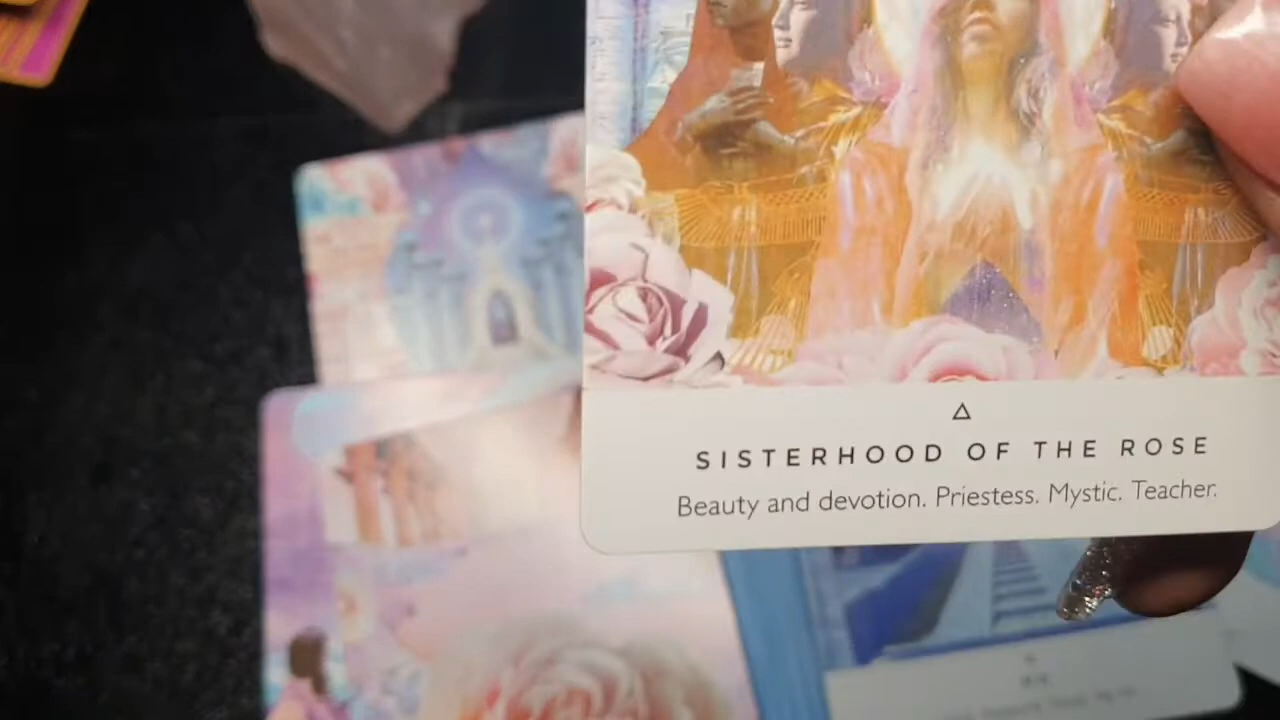 SISTERHOOD OF THE ROSE
Beauty and devotion. Priestess. Mystic. Teacher.